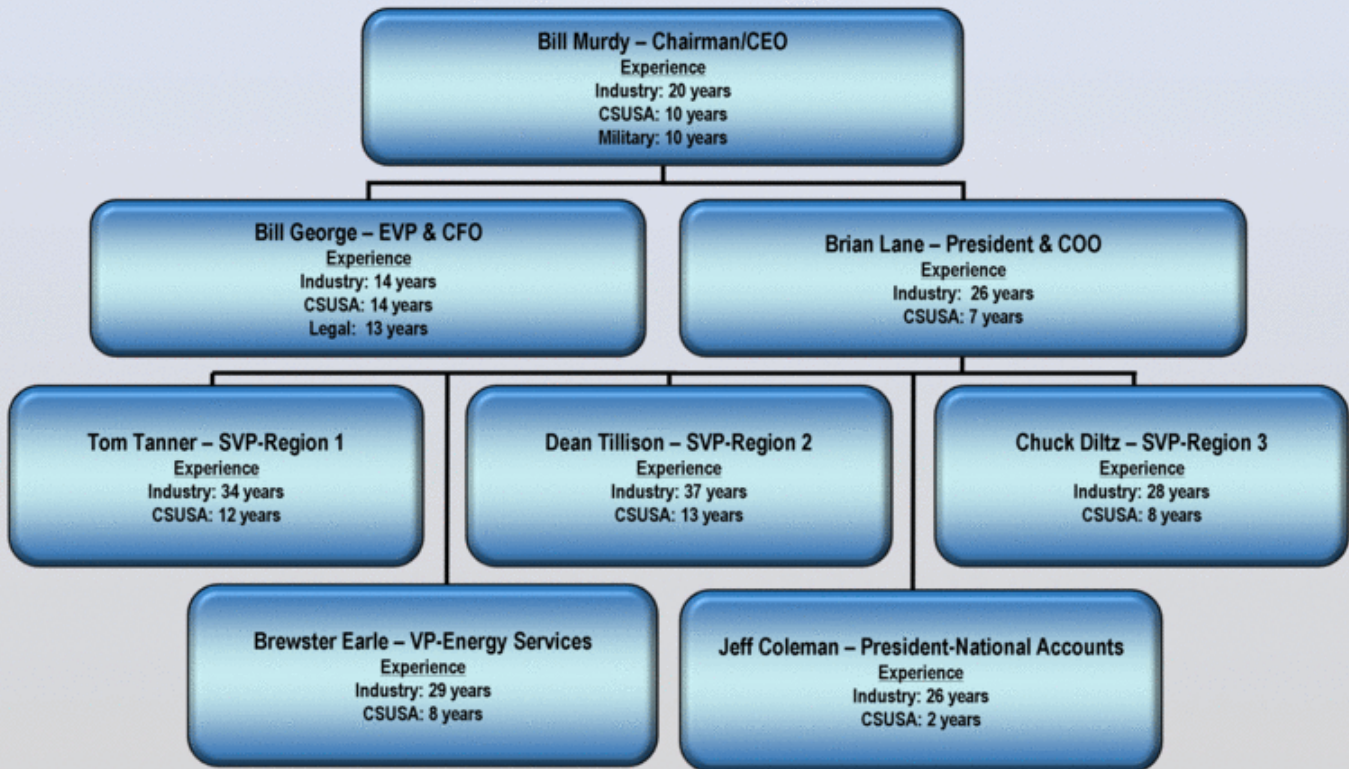 Bill Murdy – Chairman/CEO
Experience
Industry: 20 years
CSUSA: 10 years
Military: 10 years
Bill George – EVP & CFO
Experience
Industry: 14 years
CSUSA: 14 years
Legal: 13 years
Brian Lane – President & COO
Experience
Industry: 26 years
CSUSA: 7 years
Tom Tanner – SVP-Region 1
Experience
Industry: 34 years
CSUSA: 12 years
Dean Tillison – SVP-Region 2
Experience
Industry: 37 years
CSUSA: 13 years
Chuck Diltz – SVP-Region 3
Experience
Industry: 28 years
CSUSA: 8 years
Brewster Earle – VP-Energy Services
Experience
Industry: 29 years
CSUSA: 8 years
Jeff Coleman – President-National Accounts
Experience
Industry: 26 years
CSUSA: 2 years